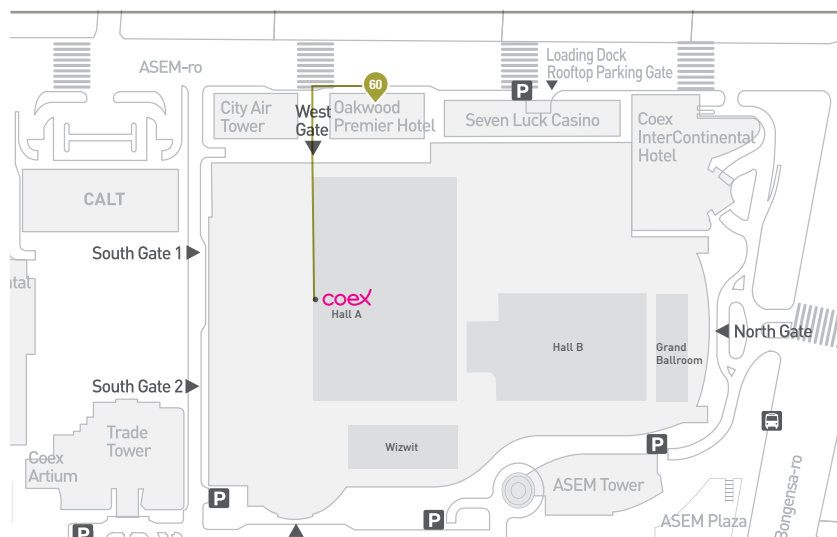 ASEM-ro
Loading Dock
Rooftop Parking Gate
60
P
City Air
Tower
West
Gate
Oakwood
Premier Hotel
Seven Luck Casino
Coex
InterContinental
Hotel
CALT
South Gate 1
ntal
coex
Hall A
Hall B
Grand
Ballroom
North Gate
South Gate 2
Trade
Tower
Coex
Artium
Wizwit
P
P
P
P
ASEM Tower
ASEM Plaza
Bongensa-ro